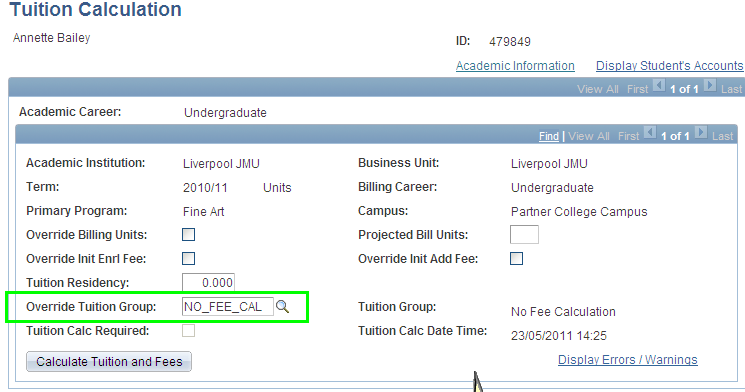 Tuition Calculation
Annette Bailey
ID: 479849
Academic Information Display Student's Accounts
View All First 1 of 1 Last
Academic Career: Undergraduate
Find | View All First 1 of 1 Last
Academic Institution: Liverpool JMU Business Unit: Liverpool JMU
Term: 2010/11 Units Billing Career: Undergraduate
Primary Program: Fine Art Campus: Partner College Campus
Override Billing Units: Projected Bill Units:
Override Init Enrl Fee: Override Init Add Fee:
Tuition Residency: 0.000
Override Tuition Group: NO_FEE_CAL Tuition Group: No Fee Calculation
Tuition Calc Required: Tuition Calc Date Time: 23/05/2011 14:25
Calculate Tuition and Fees Display Errors / Warnings